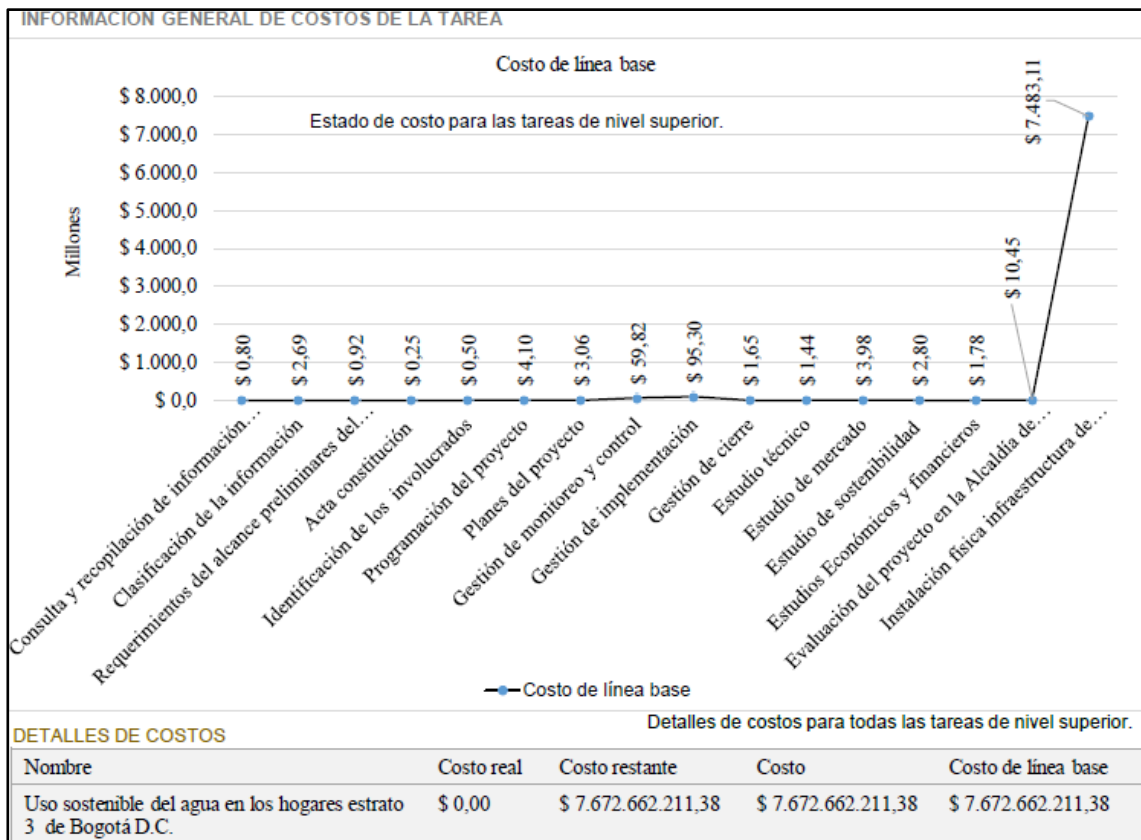 INFORMACIÓN GENERAL DE COSTOS DE LA TAREA
Costo de línea base
Estado de costo para las tareas de nivel superior.
Millones
$ 8.000,0
$ 7.000,0
$ 6.000,0
$ 5.000,0
$ 4.000,0
$ 3.000,0
$ 2.000,0
$ 1.000,0
$ 0,0
$ 0,80
$ 2,69
$ 0,92
$ 0,25
$ 0,50
$ 4,10
$ 3,06
$ 59,82
$ 95,30
$ 1,65
$ 1,44
$ 3,98
$ 2,80
$ 1,78
$ 10,45
$ 7.483,11
Consulta y recopilación de información…
Clasificación de la información
Requerimientos del alcance preliminares del…
Acta constitución
Identificación de los involucrados
Programación del proyecto
Planes del proyecto
Gestión de monitoreo y control
Gestión de implementación
Gestión de cierre
Estudio técnico
Estudio de mercado
Estudio de sostenibilidad
Estudios Económicos y financieros
Evaluación del proyecto en la Alcaldía de…
Instalación física infraestructura de…
Costo de línea base
Detalles de costos para todas las tareas de nivel superior.
DETALLES DE COSTOS
Nombre Costo real Costo restante Costo Costo de línea base
Uso sostenible del agua en los hogares estrato $ 0,00 $ 7.672.662.211,38 $ 7.672.662.211,38 $ 7.672.662.211,38
3 de Bogotá D.C.